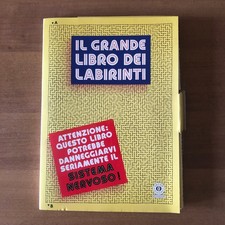 IL GRANDE
LIBRO DEI
LABIRINTI
ATTENZIONE:
QUESTO LIBRO
POTREBBE
DANNEGGIARVI
SERIAMENTE IL
SISTEMA
NERVOSO!